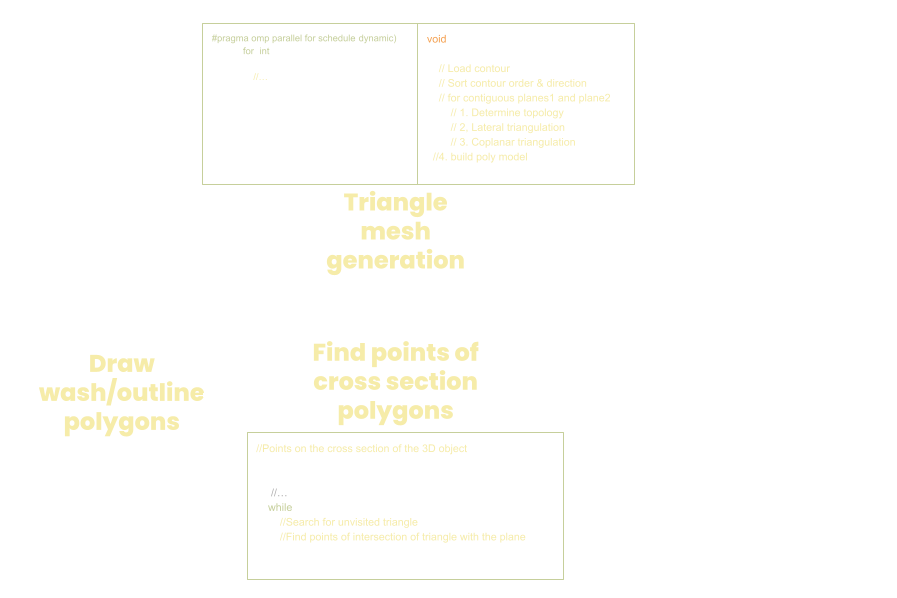 #pragma omp parallel for schedule dynamic)
for int
//...
void
// Load contour
// Sort contour order & direction
// for contiguous planes1 and plane2
// 1. Determine topology
// 2. Lateral triangulation
// 3. Coplanar triangulation
//4. build poly model
Triangle
mesh
generation
Draw
wash/outline
polygons
Find points of
cross section
polygons
//Points on the cross section of the 3D object
//...
while
//Search for unvisited triangle
//Find points of intersection of triangle with the plane